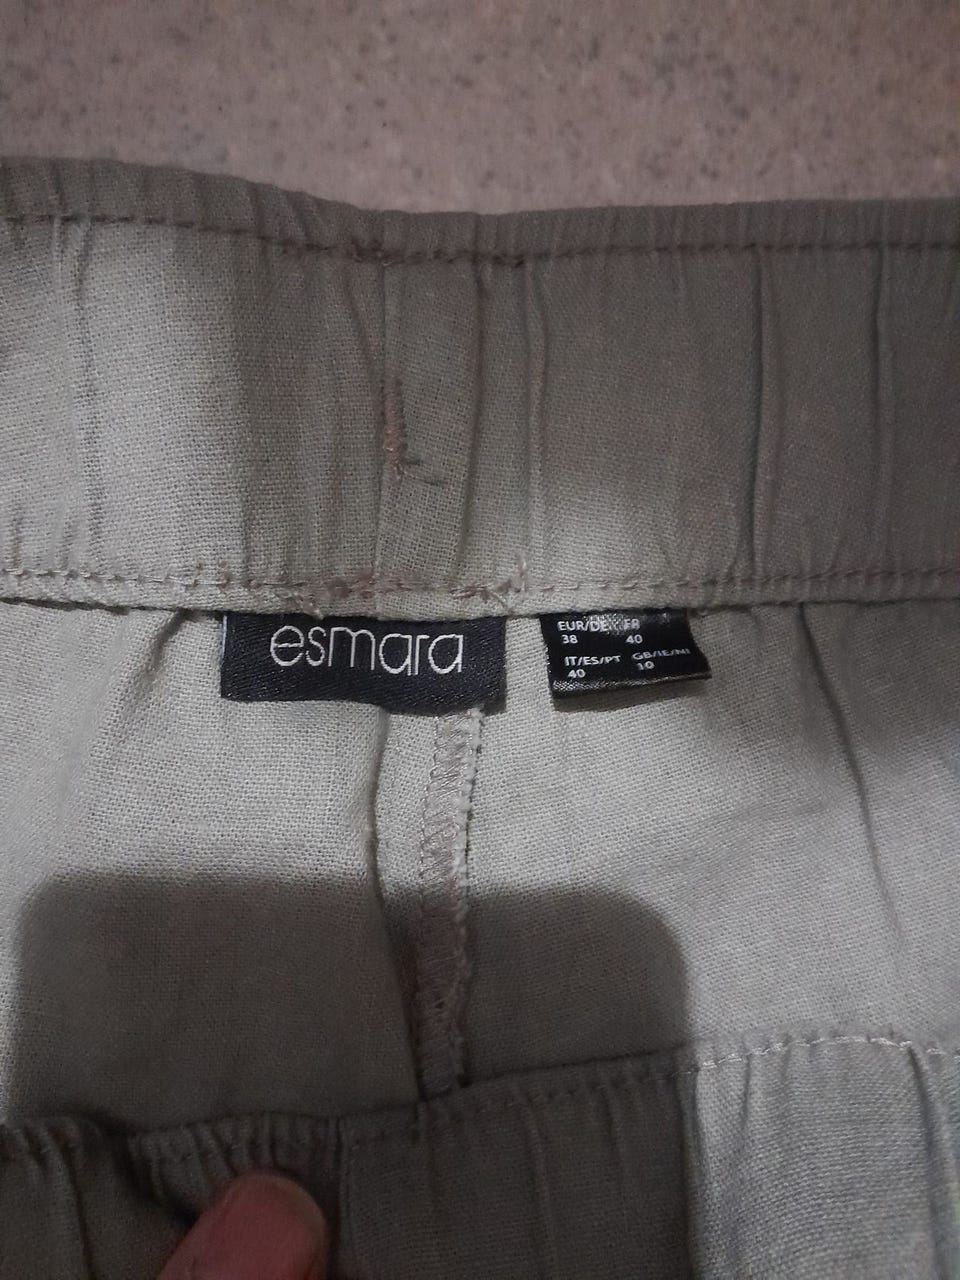 esmara
EUR/DE FR
38 40
IT/ES/PT GB/IE/NI
40 10